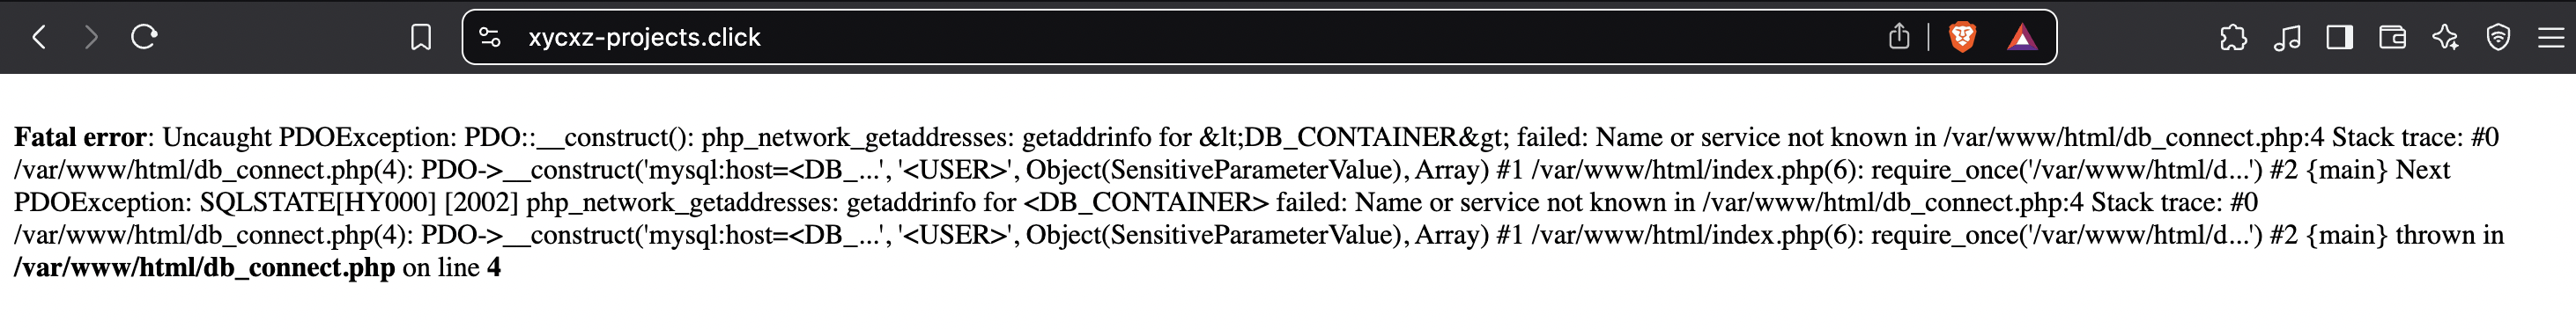 xycxz-projects.click
Fatal error: Uncaught PDOException: PDO::__construct(): php_network_getaddresses: getaddrinfo for &lt;DB_CONTAINER&gt; failed: Name or service not known in /var/www/html/db_connect.php:4 Stack trace: #0
/var/www/html/db_connect.php(4): PDO->__construct('mysql:host=<DB_...', '<USER>', Object(SensitiveParameterValue), Array) #1 /var/www/html/index.php(6): require_once('/var/www/html/d...') #2 {main} Next
PDOException: SQLSTATE[HY000] [2002] php_network_getaddresses: getaddrinfo for <DB_CONTAINER> failed: Name or service not known in /var/www/html/db_connect.php:4 Stack trace: #0
/var/www/html/db_connect.php(4): PDO->__construct('mysql:host=<DB_...', '<USER>', Object(SensitiveParameterValue), Array) #1 /var/www/html/index.php(6): require_once('/var/www/html/d...') #2 {main} thrown in
/var/www/html/db_connect.php on line 4